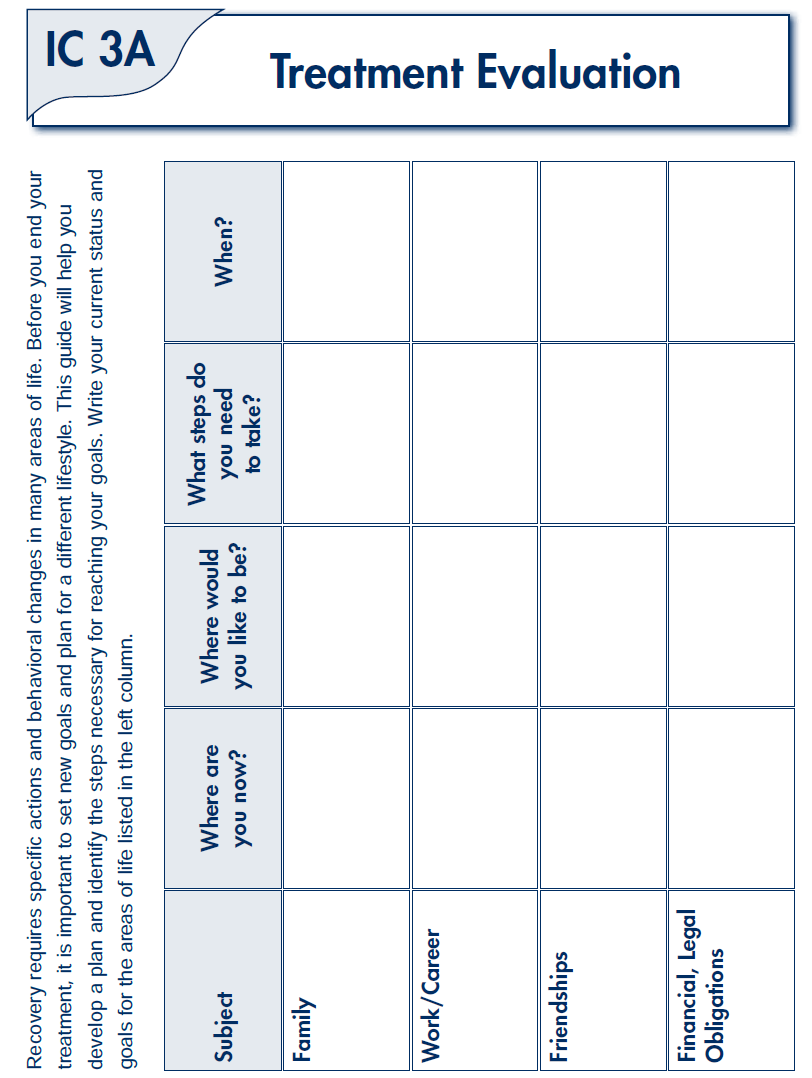 IC 3A
Treatment Evaluation
Recovery requires specific actions and behavioral changes in many areas of life. Before you end your
treatment, it is important to set new goals and plan for a different lifestyle. This guide will help you
develop a plan and identify the steps necessary for reaching your goals. Write your current status and
goals for the areas of life listed in the left column.
Subject
Where are
you now?
Where would
you like to be?
What steps do
you need
to take?
When?
Family
Work/Career
Friendships
Financial, Legal
Obligations